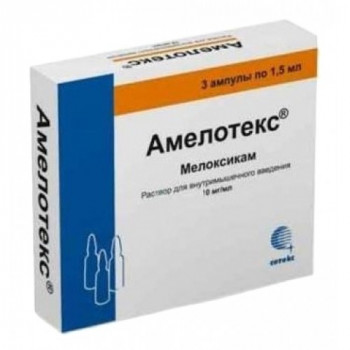 3 ампулы по 1,5 мл
Амелотекс®
Мелоксикам
Раствор для внутримышечного введения
10 мг/мл
сотекс
Амелотекс®